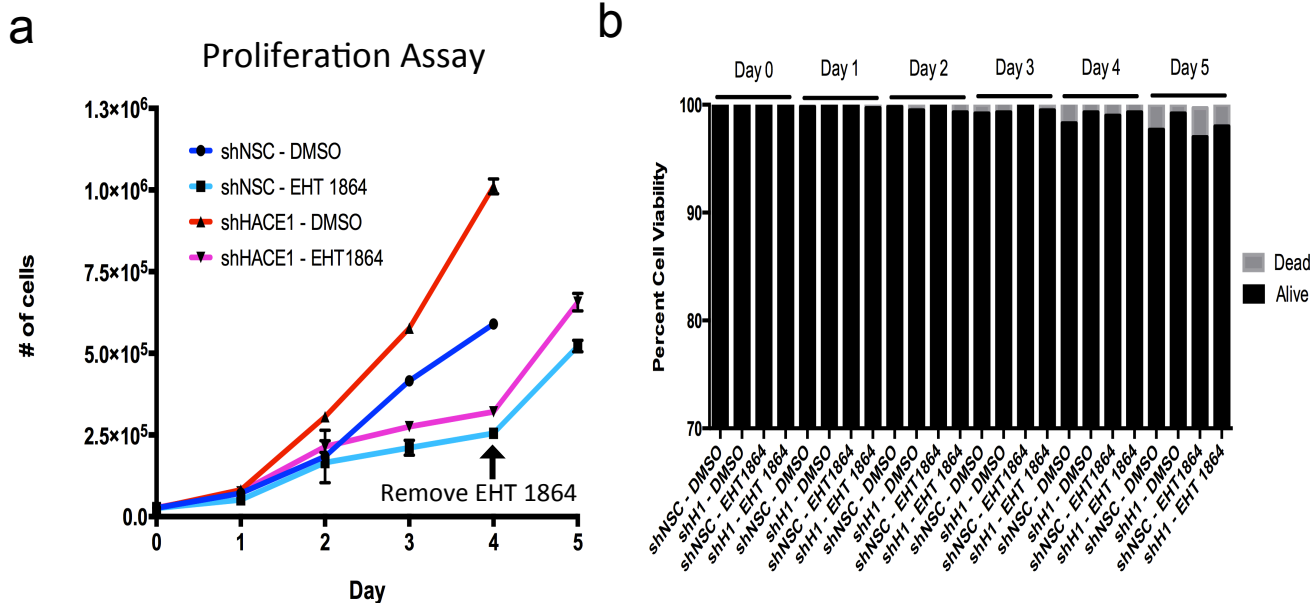 a
Proliferation Assay
1.3×10⁶
1.0×10⁶
7.5×10⁵
5.0×10⁵
2.5×10⁵
0.0
# of cells
shNSC - DMSO
shNSC - EHT 1864
shHACE1 - DMSO
shHACE1 - EHT1864
Remove EHT 1864
0 1 2 3 4 5
Day
b
Day 0 Day 1 Day 2 Day 3 Day 4 Day 5
100
90
80
70
Percent Cell Viability
Dead
Alive
shNSC - DMSO
shH1 - DMSO
shNSC - EHT1864
shH1 - EHT 1864
shNSC - DMSO
shH1 - DMSO
shNSC - EHT1864
shH1 - EHT 1864
shNSC - DMSO
shH1 - DMSO
shNSC - EHT1864
shH1 - EHT 1864
shNSC - DMSO
shH1 - DMSO
shNSC - EHT1864
shH1 - EHT 1864
shNSC - DMSO
shH1 - DMSO
shNSC - EHT1864
shH1 - EHT 1864
shNSC - DMSO
shH1 - DMSO
shNSC - EHT1864
shH1 - EHT 1864